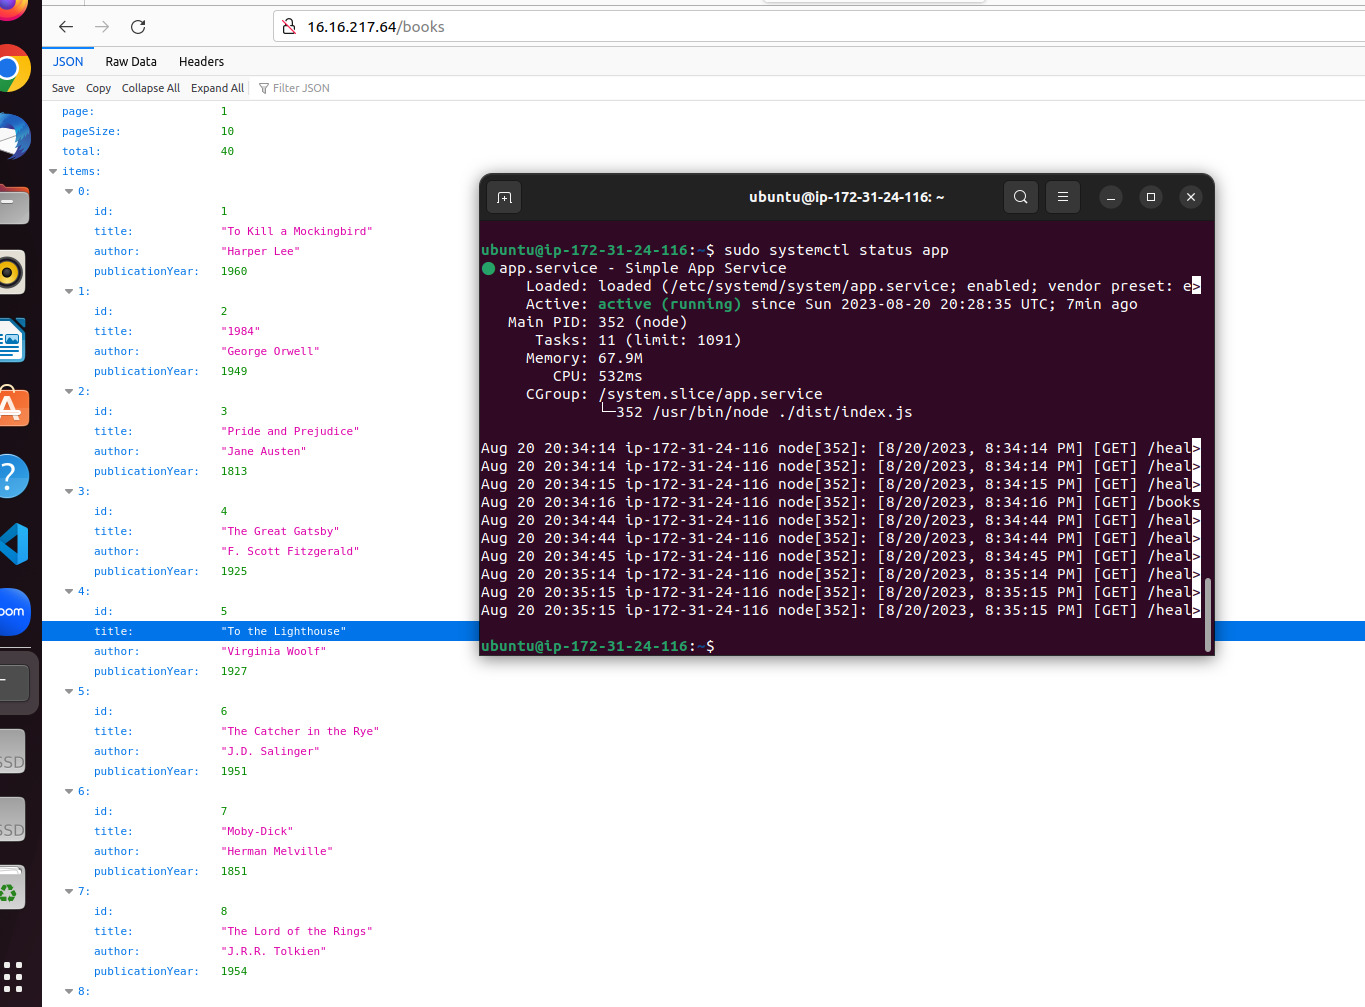 16.16.217.64/books
JSON Raw Data Headers
Save Copy Collapse All Expand All Filter JSON
page: 1
pageSize: 10
total: 40
items:
0:
id: 1
title: "To Kill a Mockingbird"
author: "Harper Lee"
publicationYear: 1960
1:
id: 2
title: "1984"
author: "George Orwell"
publicationYear: 1949
2:
id: 3
title: "Pride and Prejudice"
author: "Jane Austen"
publicationYear: 1813
3:
id: 4
title: "The Great Gatsby"
author: "F. Scott Fitzgerald"
publicationYear: 1925
4:
id: 5
title: "To the Lighthouse"
author: "Virginia Woolf"
publicationYear: 1927
5:
id: 6
title: "The Catcher in the Rye"
author: "J.D. Salinger"
publicationYear: 1951
6:
id: 7
title: "Moby-Dick"
author: "Herman Melville"
publicationYear: 1851
7:
id: 8
title: "The Lord of the Rings"
author: "J.R.R. Tolkien"
publicationYear: 1954
8:
ubuntu@ip-172-31-24-116: ~
ubuntu@ip-172-31-24-116:~$ sudo systemctl status app
app.service - Simple App Service
Loaded: loaded (/etc/systemd/system/app.service; enabled; vendor preset: e>
Active: active (running) since Sun 2023-08-20 20:28:35 UTC; 7min ago
Main PID: 352 (node)
Tasks: 11 (limit: 1091)
Memory: 67.9M
CPU: 532ms
CGroup: /system.slice/app.service
└─352 /usr/bin/node ./dist/index.js
Aug 20 20:34:14 ip-172-31-24-116 node[352]: [8/20/2023, 8:34:14 PM] [GET] /heal>
Aug 20 20:34:14 ip-172-31-24-116 node[352]: [8/20/2023, 8:34:14 PM] [GET] /heal>
Aug 20 20:34:15 ip-172-31-24-116 node[352]: [8/20/2023, 8:34:15 PM] [GET] /heal>
Aug 20 20:34:16 ip-172-31-24-116 node[352]: [8/20/2023, 8:34:16 PM] [GET] /books
Aug 20 20:34:44 ip-172-31-24-116 node[352]: [8/20/2023, 8:34:44 PM] [GET] /heal>
Aug 20 20:34:44 ip-172-31-24-116 node[352]: [8/20/2023, 8:34:44 PM] [GET] /heal>
Aug 20 20:34:45 ip-172-31-24-116 node[352]: [8/20/2023, 8:34:45 PM] [GET] /heal>
Aug 20 20:35:14 ip-172-31-24-116 node[352]: [8/20/2023, 8:35:14 PM] [GET] /heal>
Aug 20 20:35:15 ip-172-31-24-116 node[352]: [8/20/2023, 8:35:15 PM] [GET] /heal>
Aug 20 20:35:15 ip-172-31-24-116 node[352]: [8/20/2023, 8:35:15 PM] [GET] /heal>
ubuntu@ip-172-31-24-116:~$
oom
SSD
SSD